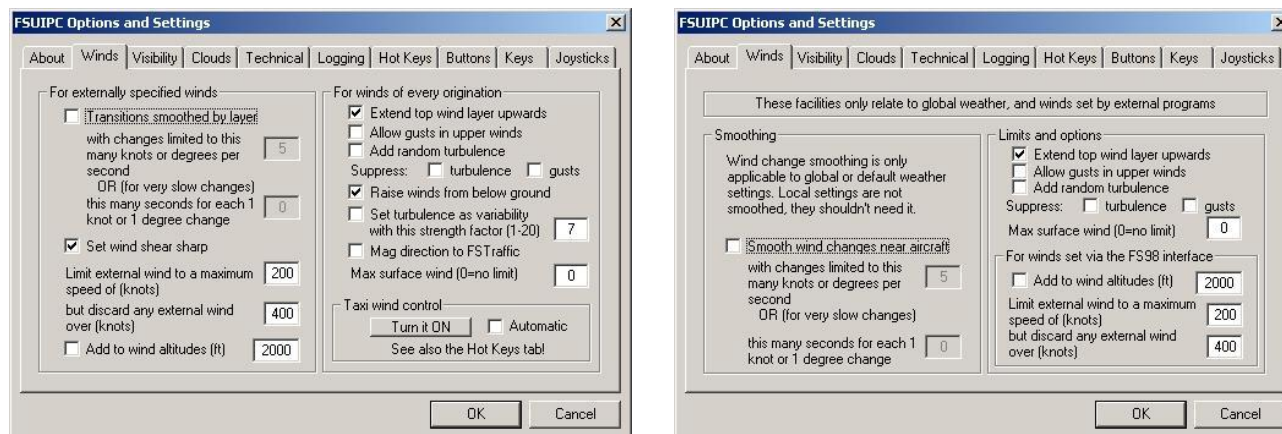 FSUIPC Options and Settings
About Winds Visibility Clouds Technical Logging Hot Keys Buttons Keys Joysticks
For externally specified winds
Transitions smoothed by layer
with changes limited to this
many knots or degrees per
second
5
OR (for very slow changes)
this many seconds for each 1
knot or 1 degree change
0
Set wind shear sharp
Limit external wind to a maximum
speed of (knots)
200
but discard any external wind
over (knots)
400
Add to wind altitudes (ft) 2000
For winds of every origination
Extend top wind layer upwards
Allow gusts in upper winds
Add random turbulence
Suppress: turbulence gusts
Raise winds from below ground
Set turbulence as variability
with this strength factor (1-20) 7
Mag direction to FSTraffic
Max surface wind (0=no limit) 0
Taxi wind control
Turn it ON Automatic
See also the Hot Keys tab!
OK Cancel
FSUIPC Options and Settings
About Winds Visibility Clouds Technical Logging Hot Keys Buttons Keys Joysticks
These facilities only relate to global weather, and winds set by external programs
Smoothing
Wind change smoothing is only
applicable to global or default weather
settings. Local settings are not
smoothed, they shouldn't need it.
Smooth wind changes near aircraft
with changes limited to this
many knots or degrees per
second
5
OR (for very slow changes)
this many seconds for each 1
knot or 1 degree change
0
Limits and options
Extend top wind layer upwards
Allow gusts in upper winds
Add random turbulence
Suppress: turbulence gusts
Max surface wind (0=no limit) 0
For winds set via the FS98 interface
Add to wind altitudes (ft) 2000
Limit external wind to a maximum
speed of (knots)
200
but discard any external wind
over (knots)
400
OK Cancel